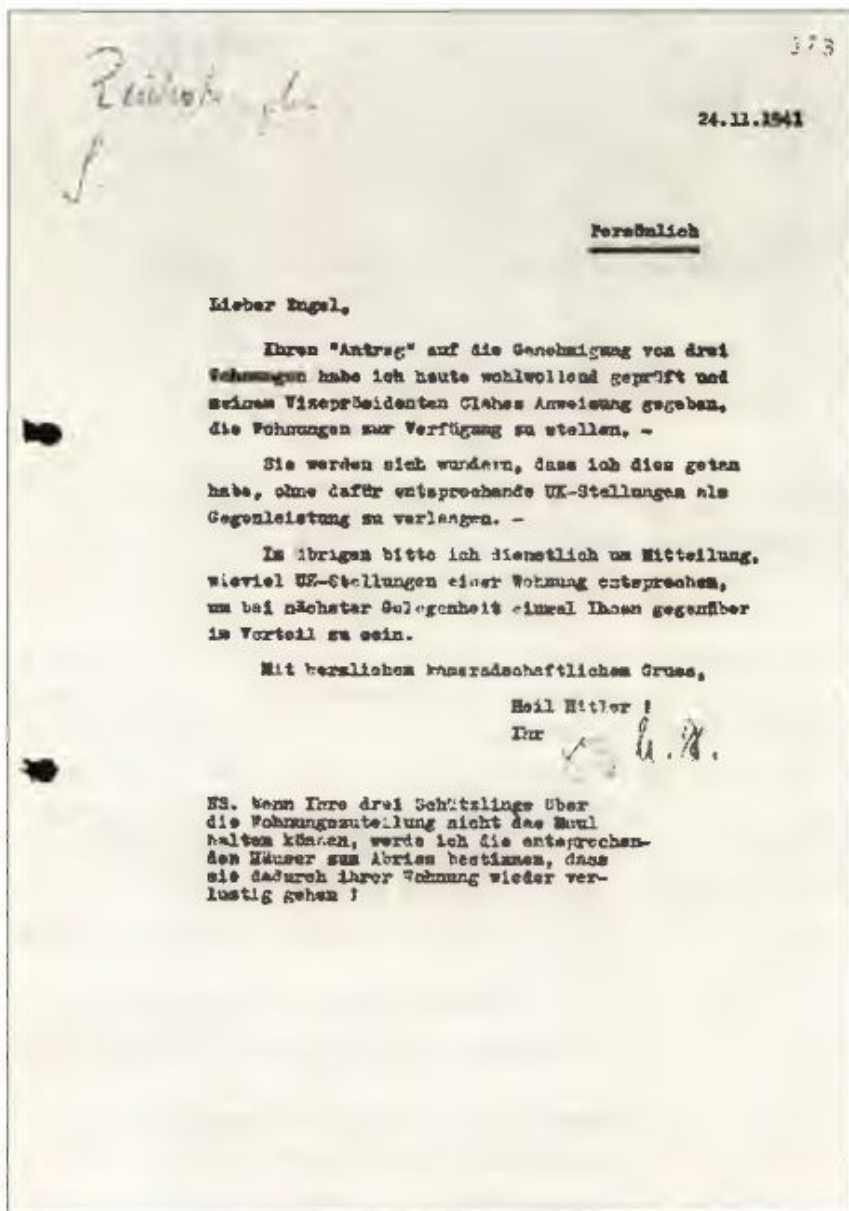 24.11.1941
Persönlich
Lieber Engel,
Ihren "Antrag" auf die Genehmigung von drei
Wohnungen habe ich heute wohlwollend geprüft und
meinem Vizepräsidenten Clahes Anweisung gegeben,
die Wohnungen zur Verfügung zu stellen. -
Sie werden sich wundern, dass ich dies getan
habe, ohne dafür entsprechende UK-Stellungen als
Gegenleistung zu verlangen. -
Im übrigen bitte ich dienstlich um Mitteilung,
wieviel UK-Stellungen einer Wohnung entsprechen,
um bei nächster Gelegenheit einmal Ihnen gegenüber
im Vorteil zu sein.
Mit herzlichem kameradschaftlichem Gruss,
Heil Hitler !
Ihr
NS. Wenn Ihre drei Schützlinge über
die Wohnungszuteilung nicht das Maul
halten können, werde ich die entsprechen-
den Häuser zum Abriss bestimmen, dass
sie dadurch ihrer Wohnung wieder ver-
lustig gehen !